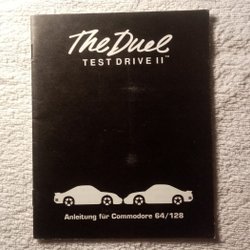 The Duel
TEST DRIVE II™
Anleitung für Commodore 64/128